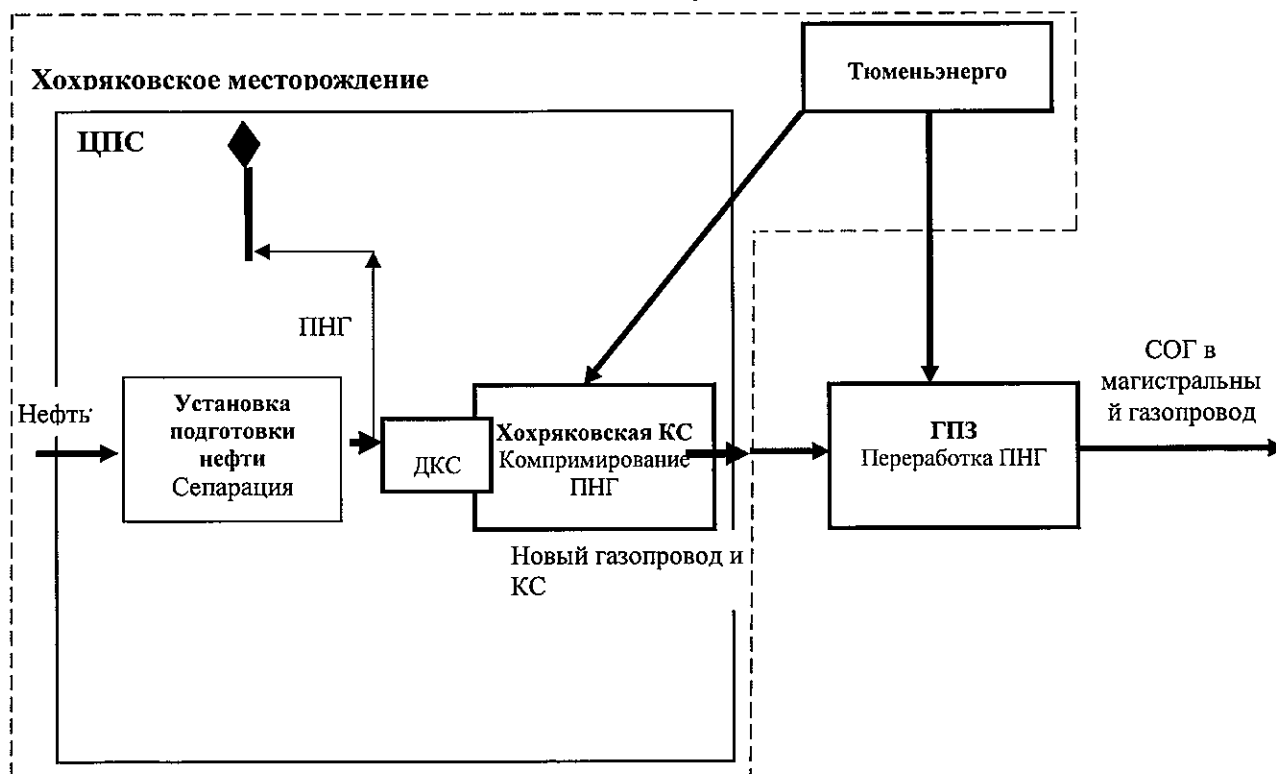 Тюменьэнерго
Хохряковское месторождение
ЦПС
ПНГ
Нефть
Установка
подготовки
нефти
Сепарация
ДКС
Хохряковская КС
Компримирование
ПНГ
Новый газопровод и
КС
ГПЗ
Переработка ПНГ
СОГ в
магистральны
й газопровод